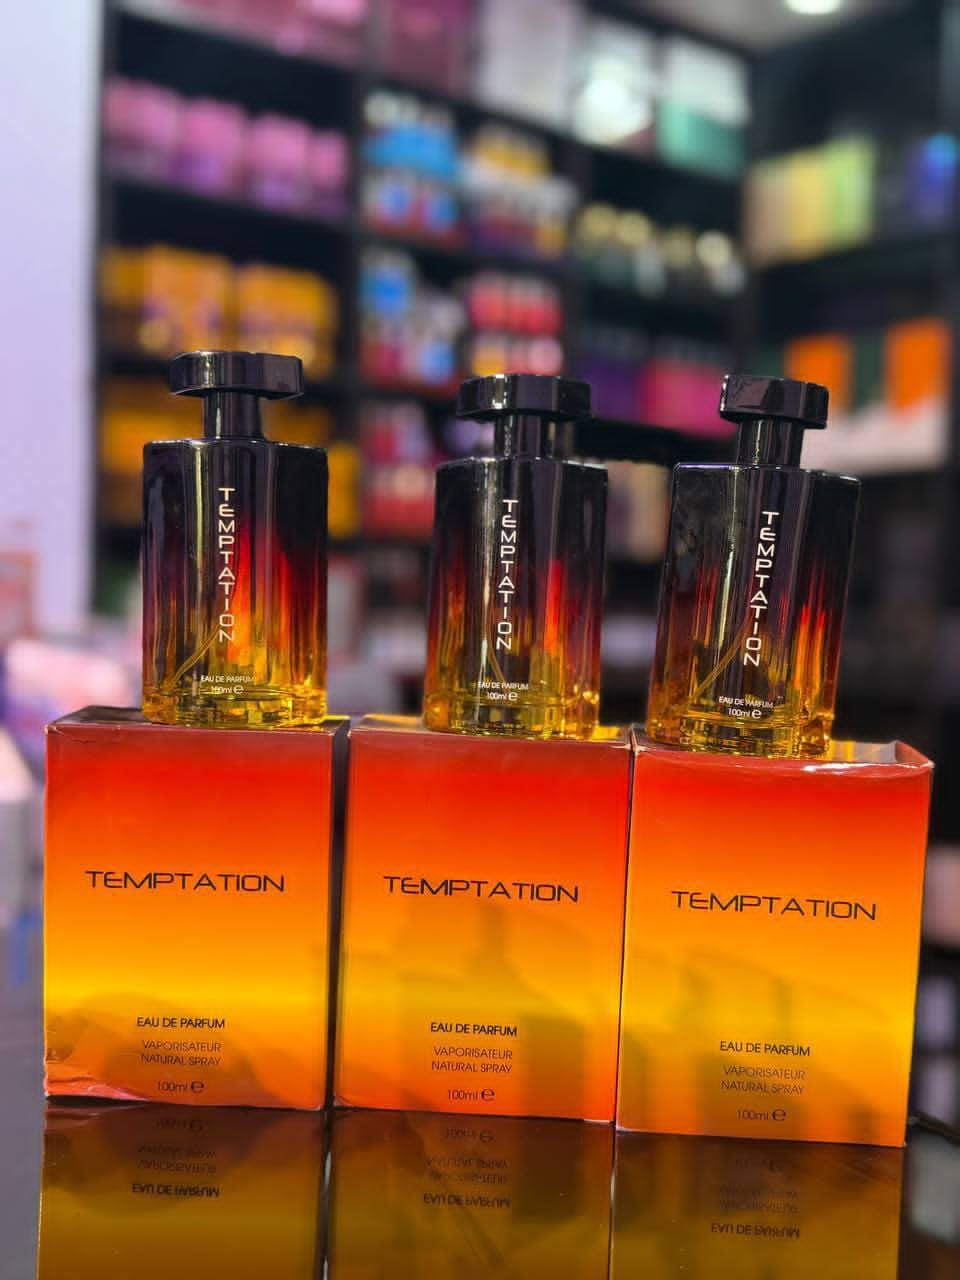 TEMPTATION
EAU DE PARFUM
100ml e
TEMPTATION
EAU DE PARFUM
100ml e
TEMPTATION
EAU DE PARFUM
100ml e
TEMPTATION
EAU DE PARFUM
VAPORISATEUR
NATURAL SPRAY
100ml e
TEMPTATION
EAU DE PARFUM
VAPORISATEUR
NATURAL SPRAY
100ml e
TEMPTATION
EAU DE PARFUM
VAPORISATEUR
NATURAL SPRAY
100ml e